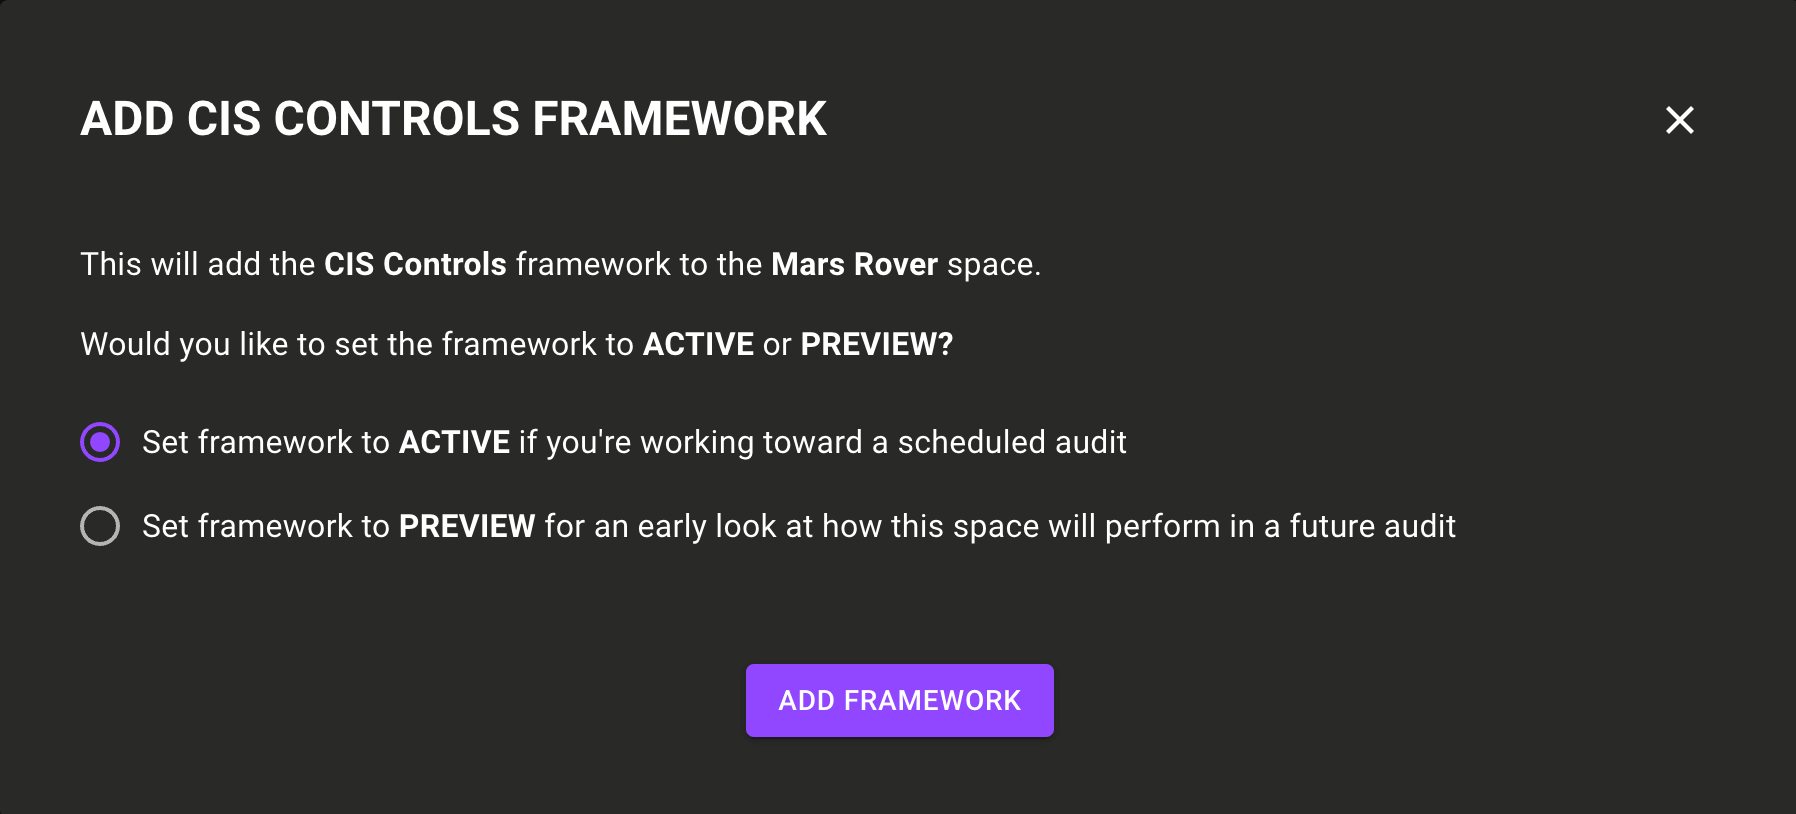 ADD CIS CONTROLS FRAMEWORK
This will add the CIS Controls framework to the Mars Rover space.
Would you like to set the framework to ACTIVE or PREVIEW?
Set framework to ACTIVE if you're working toward a scheduled audit
Set framework to PREVIEW for an early look at how this space will perform in a future audit
ADD FRAMEWORK